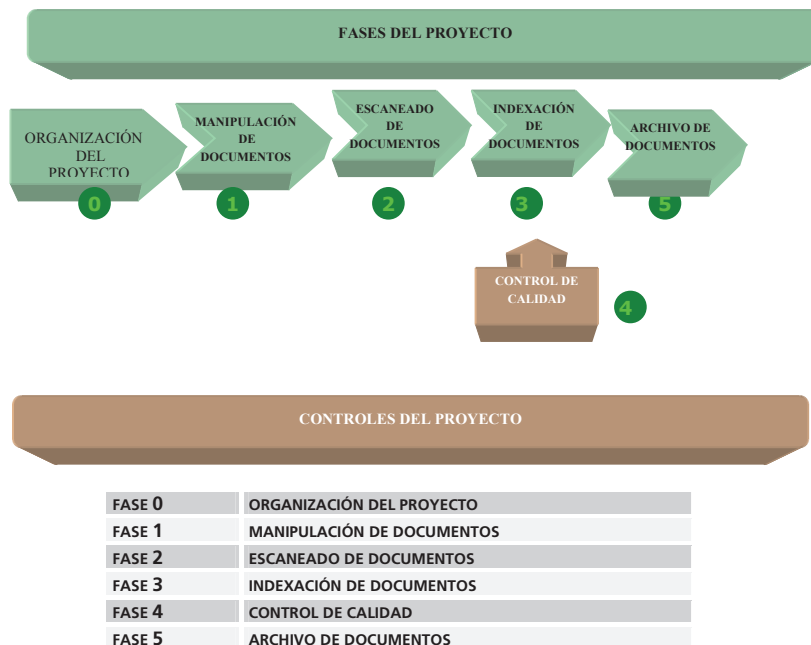 FASES DEL PROYECTO
ORGANIZACIÓN
DEL
PROYECTO
MANIPULACIÓN
DE
DOCUMENTOS
ESCANEADO
DE
DOCUMENTOS
INDEXACIÓN
DE
DOCUMENTOS
ARCHIVO DE
DOCUMENTOS
0
1
2
3
5
CONTROL DE
CALIDAD
4
CONTROLES DEL PROYECTO
FASE 0 ORGANIZACIÓN DEL PROYECTO
FASE 1 MANIPULACIÓN DE DOCUMENTOS
FASE 2 ESCANEADO DE DOCUMENTOS
FASE 3 INDEXACIÓN DE DOCUMENTOS
FASE 4 CONTROL DE CALIDAD
FASE 5 ARCHIVO DE DOCUMENTOS